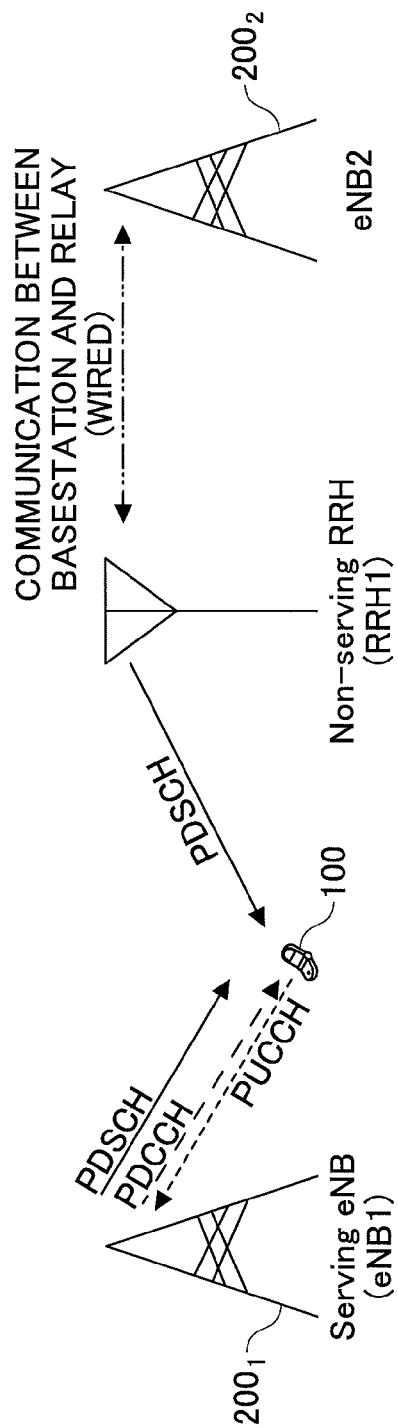 COMMUNICATION BETWEEN
BASESTATION AND RELAY
(WIRED)
PDSCH
PDCCH
PUCCH
PDSCH
100
200₁
200₂
Serving eNB
(eNB1)
Non-serving RRH
(RRH1)
eNB2